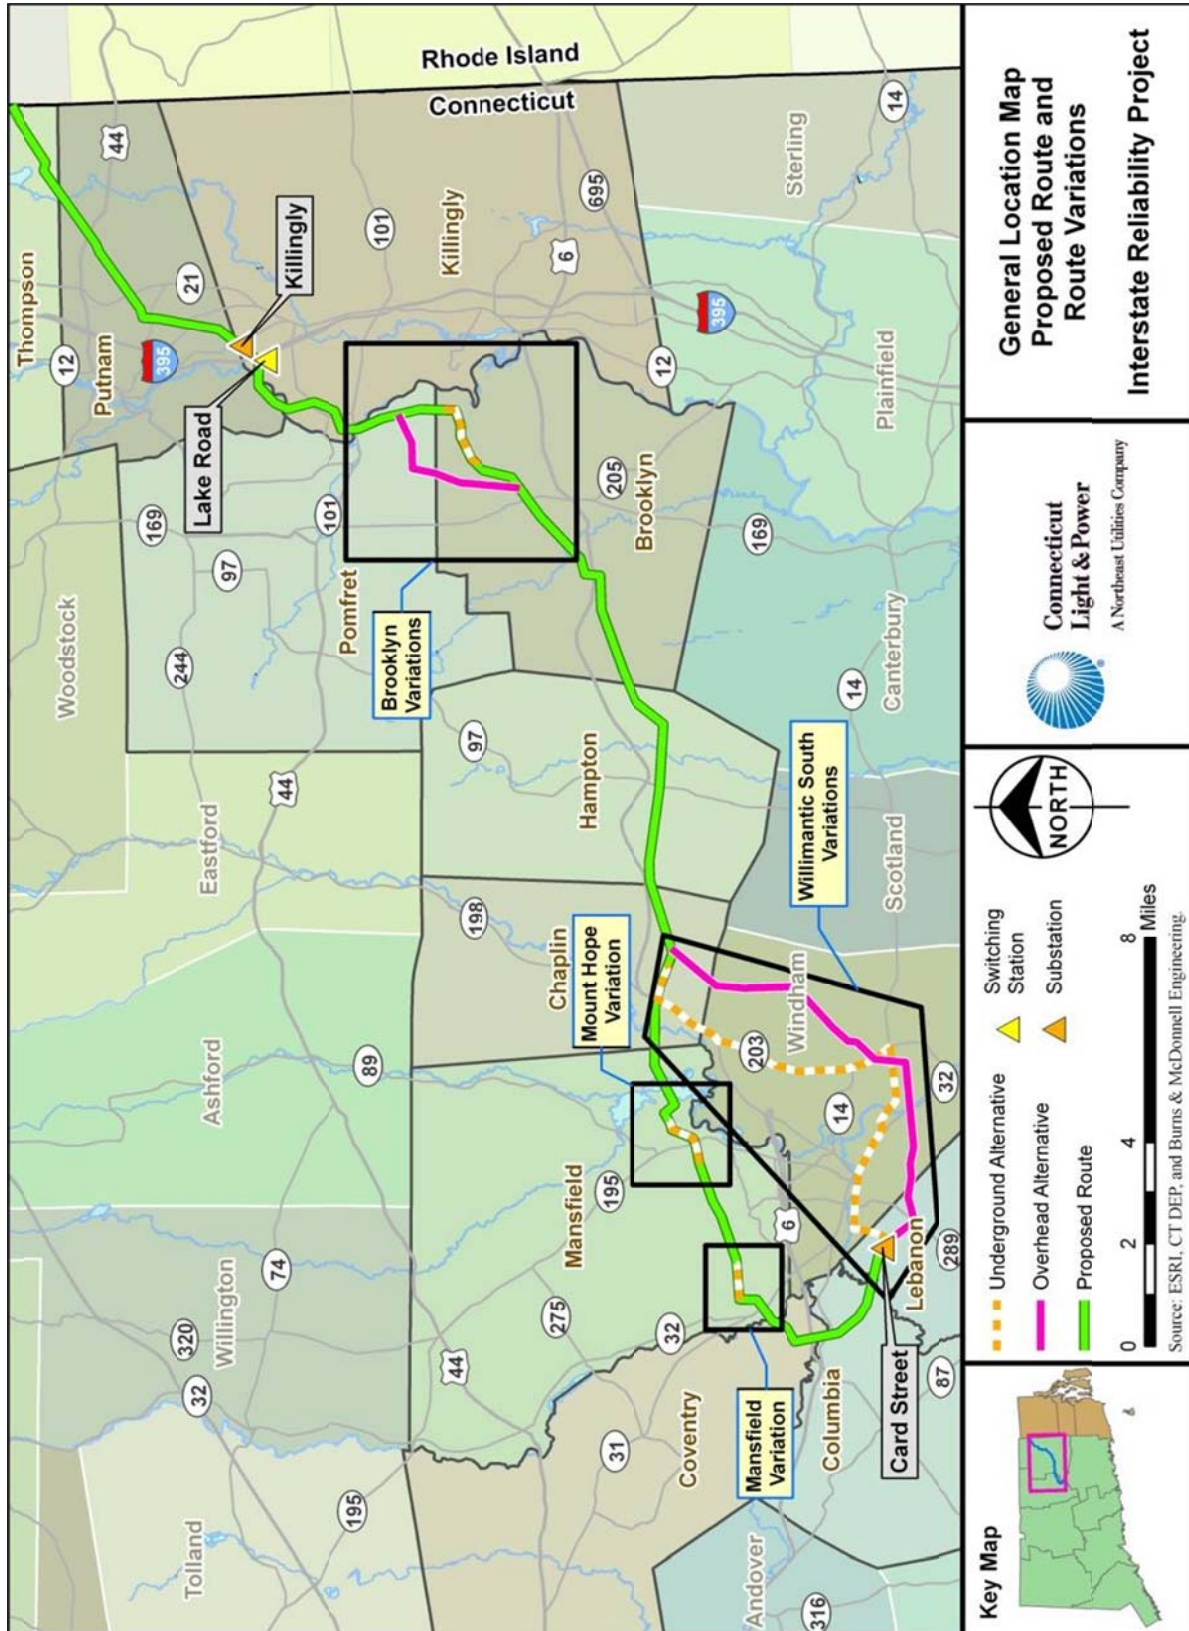 Rhode Island
Connecticut
Thompson
12
Putnam
395
44
21
Killingly
Lake Road
101
Killingly
695
6
14
Sterling
Woodstock
169
97
244
101
Pomfret
Brooklyn
Variations
205
Brooklyn
12
395
Plainfield
169
Eastford
44
97
Hampton
14
Canterbury
198
Chaplin
Mount Hope
Variation
Willimantic South
Variations
Scotland
Windham
203
14
32
Ashford
89
Mansfield
195
6
Lebanon
289
Willington
320
32
74
275
44
32
Mansfield
Variation
Coventry
31
Columbia
Card Street
87
Tolland
195
Andover
316
Key Map
Underground Alternative
Overhead Alternative
Proposed Route
Switching
Station
Substation
NORTH
0 2 4 8
Miles
Source: ESRI, CT DEP, and Burns & McDonnell Engineering.
Connecticut
Light & Power
A Northeast Utilities Company
®
General Location Map
Proposed Route and
Route Variations
Interstate Reliability Project